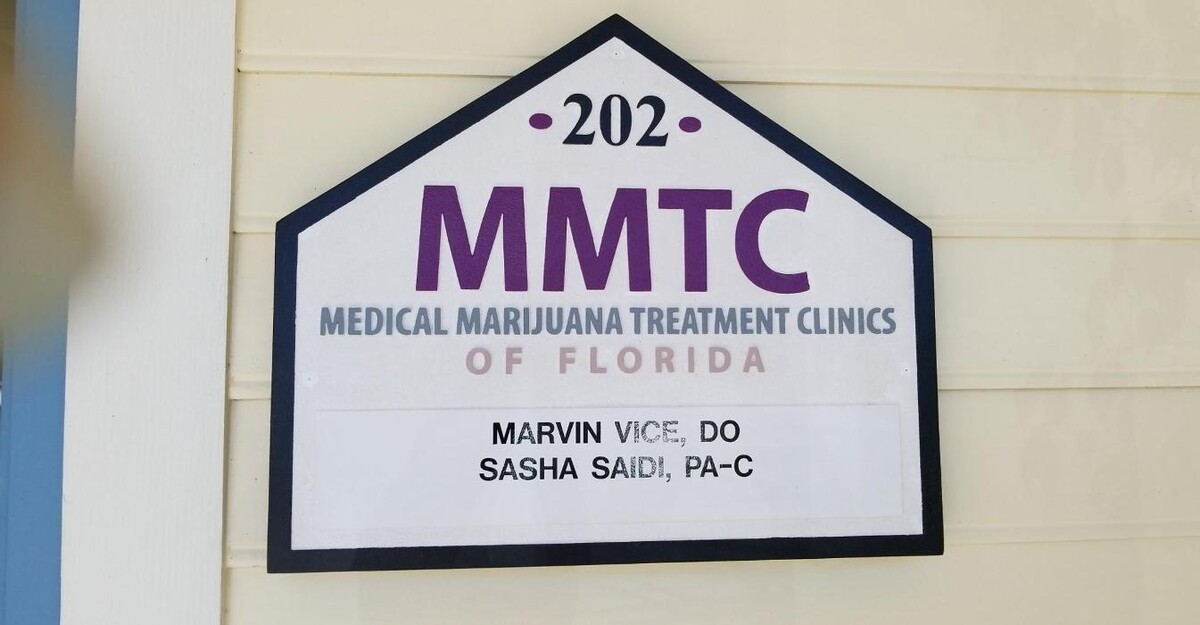 • 202 •
MMTC
MEDICAL MARIJUANA TREATMENT CLINICS
OF FLORIDA
MARVIN VICE, DO
SASHA SAIDI, PA-C